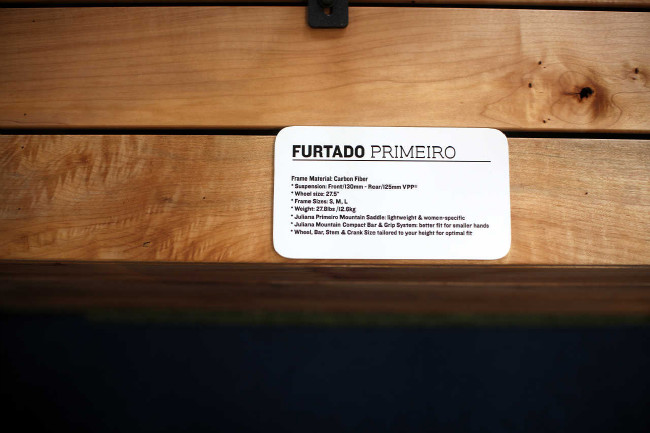 FURTADO PRIMEIRO
Frame Material: Carbon Fiber
* Suspension: Front/130mm - Rear/125mm VPP®
* Wheel size: 27.5"
* Frame Sizes: S, M, L
* Weight: 27.8lbs /12.6kg
* Juliana Primeiro Mountain Saddle: lightweight & women-specific
* Juliana Mountain Compact Bar & Grip System: better fit for smaller hands
* Wheel, Bar, Stem & Crank Size tailored to your height for optimal fit